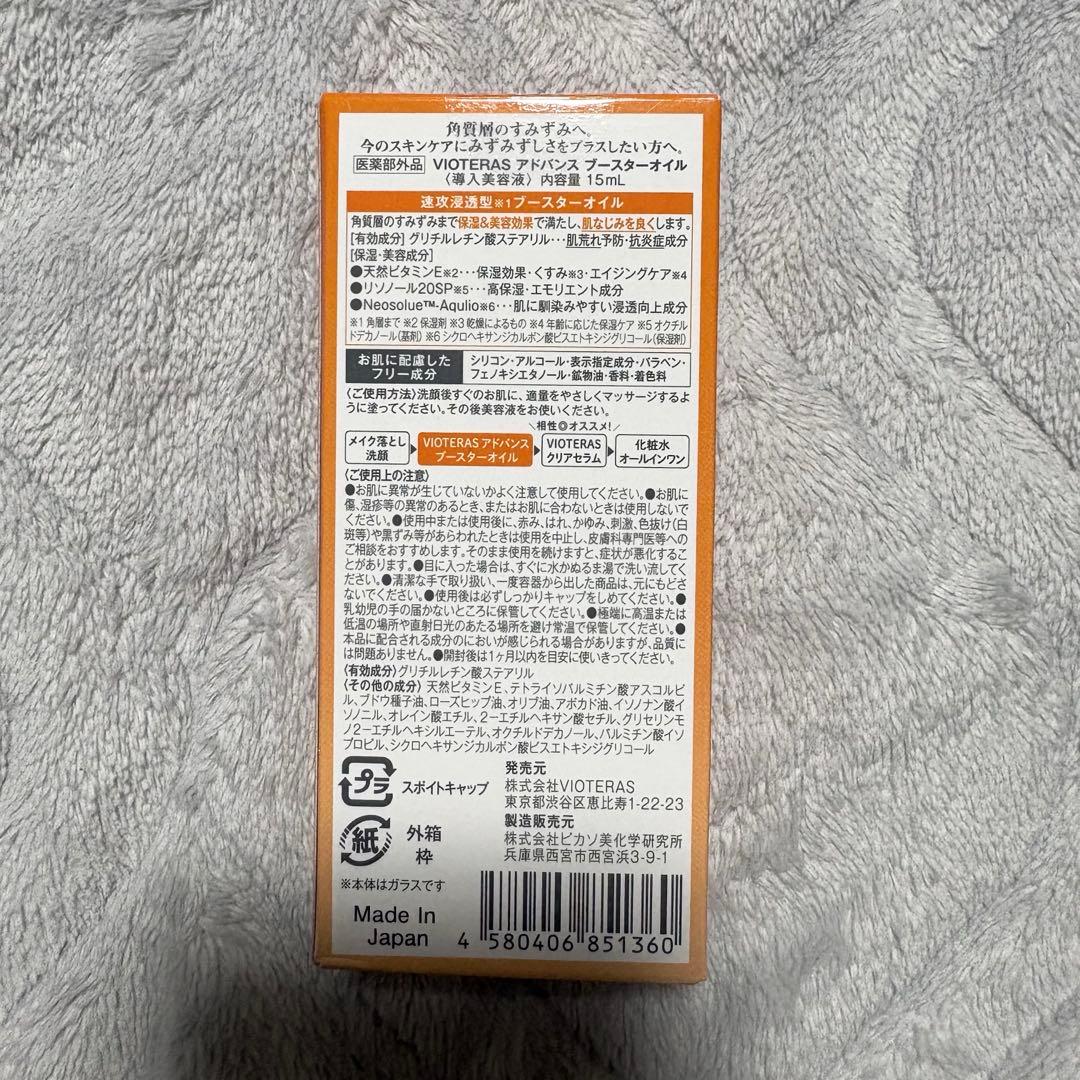 角質層のすみずみへ。
今のスキンケアにみずみずしさをプラスしたい方へ。
医薬部外品 VIOTERAS アドバンス ブースターオイル
〈導入美容液〉内容量 15mL
速攻浸透型※1ブースターオイル
角質層のすみずみまで保湿&美容効果で満たし、肌なじみを良くします。
[有効成分] グリチルレチン酸ステアリル･･･肌荒れ予防・抗炎症成分
[保湿・美容成分]
●天然ビタミンE※2･･･保湿効果・くすみ※3・エイジングケア※4
●リソノール20SP※5･･･高保湿・エモリエント成分
●Neosolue™-Aqulio※6･･･肌に馴染みやすい浸透向上成分
※1 角層まで ※2 保湿剤 ※3 乾燥によるもの ※4 年齢に応じた保湿ケア ※5 オクチル
ドデカノール(基剤) ※6 シクロヘキサンジカルボン酸ビスエトキシジグリコール(保湿剤)
お肌に配慮した
フリー成分
シリコン・アルコール・表示指定成分・パラベン・
フェノキシエタノール・鉱物油・香料・着色料
〈ご使用方法〉洗顔後すぐのお肌に、適量をやさしくマッサージするよ
うに塗ってください。その後美容液をお使いください。
\相性◎オススメ!/
メイク落とし
洗顔
VIOTERAS アドバンス
ブースターオイル
VIOTERAS
クリアセラム
化粧水
オールインワン
〈ご使用上の注意〉
●お肌に異常が生じていないかよく注意して使用してください。●お肌に
傷、湿疹等の異常のあるとき、またはお肌に合わないときは使用しないで
ください。●使用中または使用後に、赤み、はれ、かゆみ、刺激、色抜け(白
斑等)や黒ずみ等があらわれたときは使用を中止し、皮膚科専門医等への
ご相談をおすすめします。そのまま使用を続けますと、症状が悪化するこ
とがあります。●目に入った場合は、すぐに水かぬるま湯で洗い流してく
ださい。●清潔な手で取り扱い、一度容器から出した商品は、元にもどさ
ないでください。●使用後は必ずしっかりキャップをしめてください。●
乳幼児の手の届かないところに保管してください。●極端に高温または
低温の場所や直射日光のあたる場所を避け常温で保管してください。●
本品に配合される成分のにおいが感じられる場合がありますが、品質に
は問題ありません。●開封後は1ヶ月以内を目安に使いきってください。
〈有効成分〉グリチルレチン酸ステアリル
〈その他の成分〉 天然ビタミンE、テトライソパルミチン酸アスコルビ
ル、ブドウ種子油、ローズヒップ油、オリブ油、アボカド油、イソノナン酸イ
ソノニル、オレイン酸エチル、2－エチルヘキサン酸セチル、グリセリンモ
ノ2－エチルヘキシルエーテル、オクチルドデカノール、パルミチン酸イソ
プロピル、シクロヘキサンジカルボン酸ビスエトキシジグリコール
プラ
スポイトキャップ
紙
外箱
枠
※本体はガラスです
Made In
Japan
発売元
株式会社VIOTERAS
東京都渋谷区恵比寿1-22-23
製造販売元
株式会社ピカソ美化学研究所
兵庫県西宮市西宮浜3-9-1
4 580406 851360